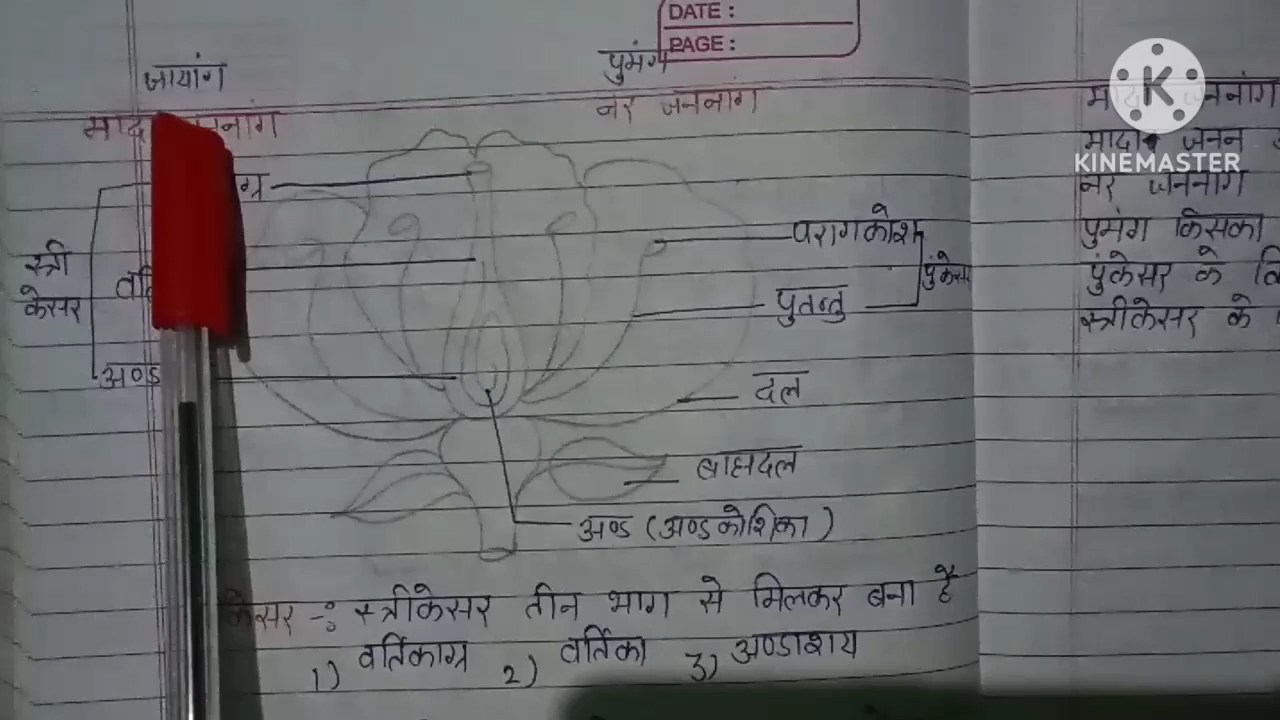 DATE :
PAGE :
जायांग
पुमंग
नर जननांग
KINEMASTER
मादा जनन
नर जननांग
पुमंग किसका
पुंकेसर के
स्त्रीकेसर के
स्त्री
केसर
परागकोश
पुंकेसर
पुतन्तु
अण्ड
दल
बाह्यदल
अण्ड (अण्डकोशिका)
केसर -: स्त्रीकेसर तीन भाग से मिलकर बना है
1) वर्तिकाग्र 2) वर्तिका 3) अण्डाशय